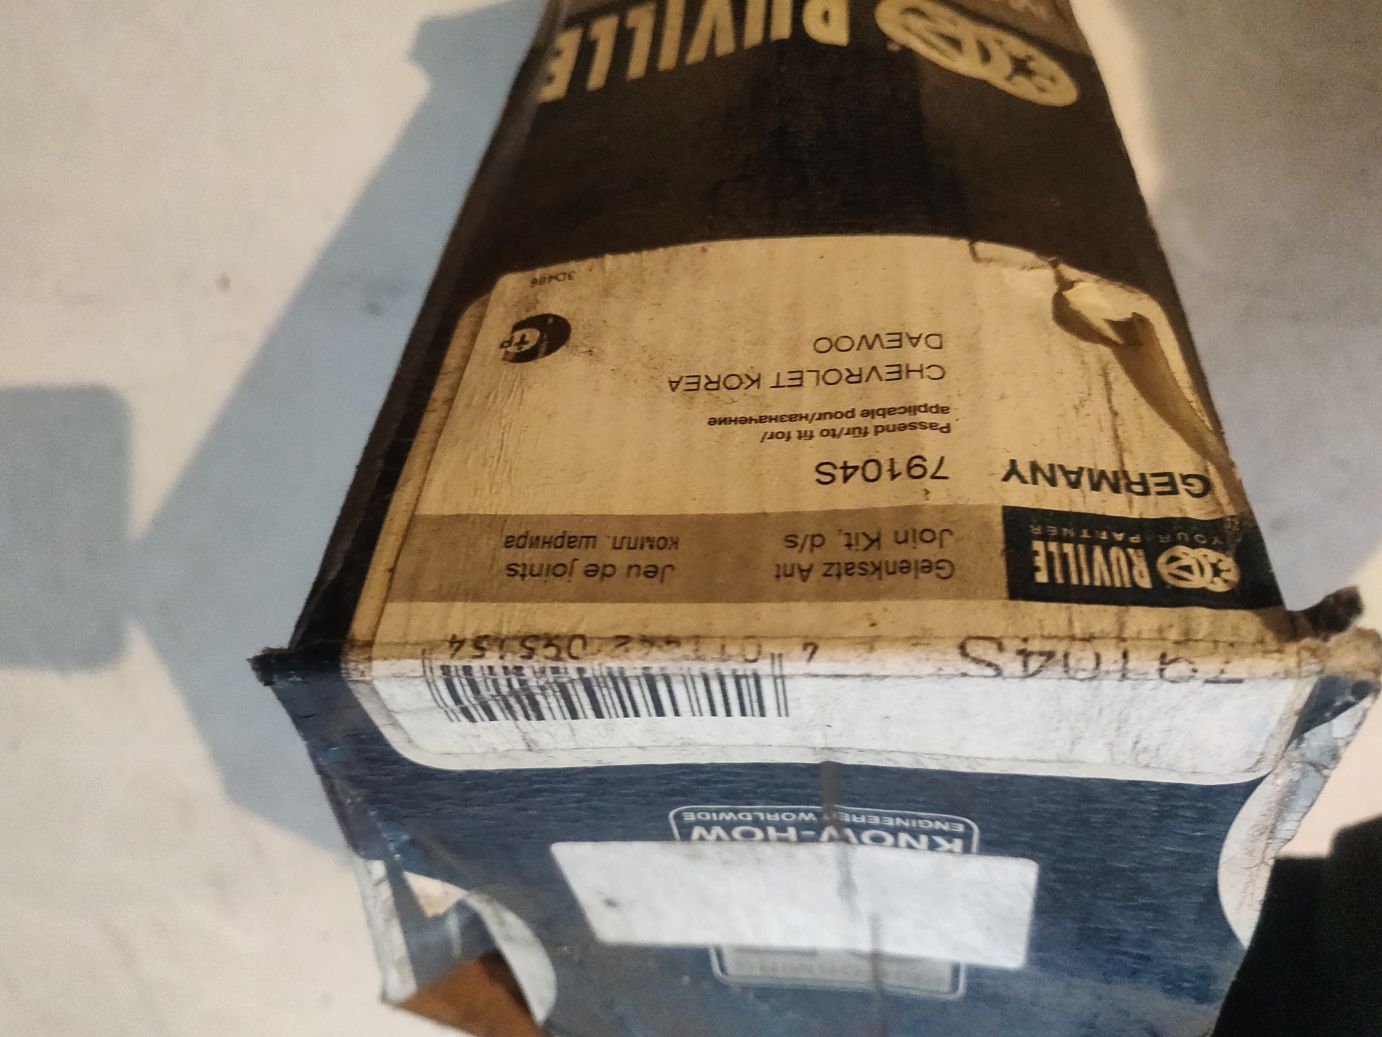 79104S
RUVILLE
YOUR PARTNER
GERMANY
Gelenksatz Ant
Join Kit, d/s
Jeu de joints
компл. шарнира
79104S
Passend für/to fit for/
applicable pour/назначение
CHEVROLET KOREA
DAEWOO
3D486
RUVILLE
KNOW-HOW
ENGINEERED WORLDWIDE